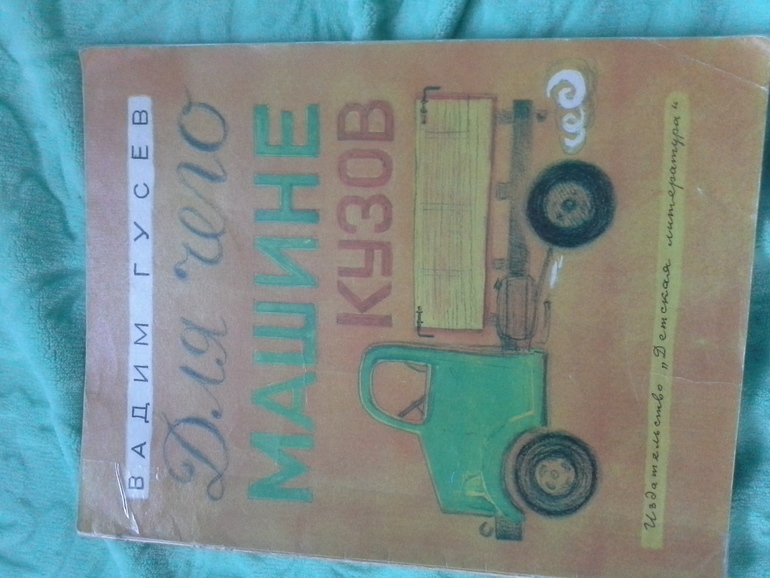 ВАДИМ ГУСЕВ
Для чего
МАШИНЕ
КУЗОВ
Издательство „Детская литература“